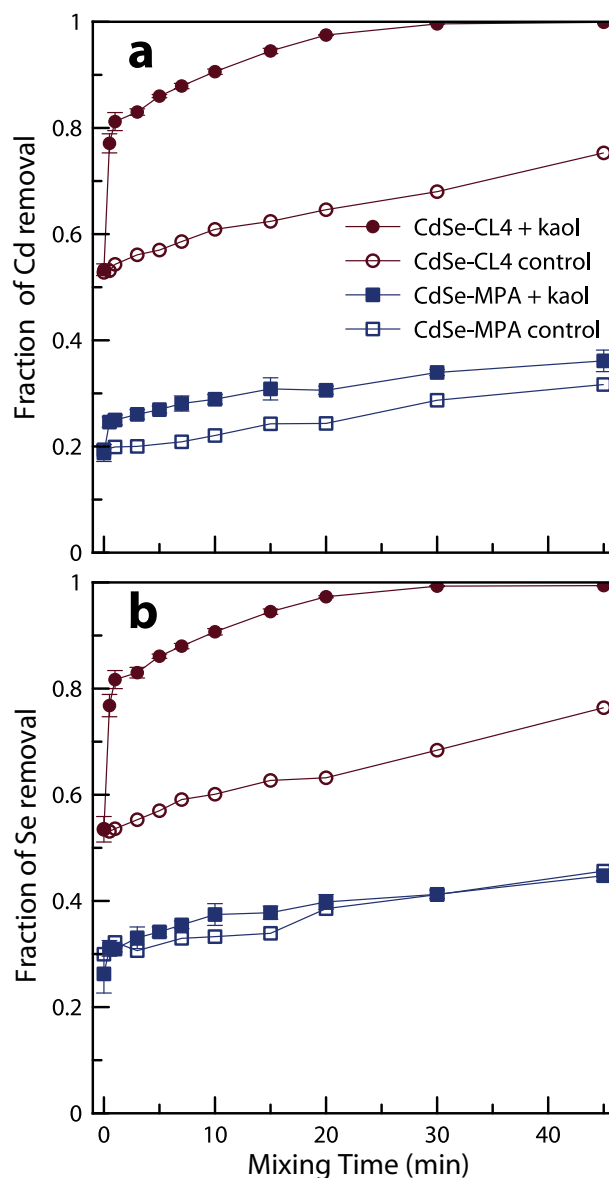 1
a
0.8
0.6
0.4
0.2
0
Fraction of Cd removal
CdSe-CL4 + kaol
CdSe-CL4 control
CdSe-MPA + kaol
CdSe-MPA control
1
b
0.8
0.6
0.4
0.2
0
Fraction of Se removal
0 10 20 30 40
Mixing Time (min)